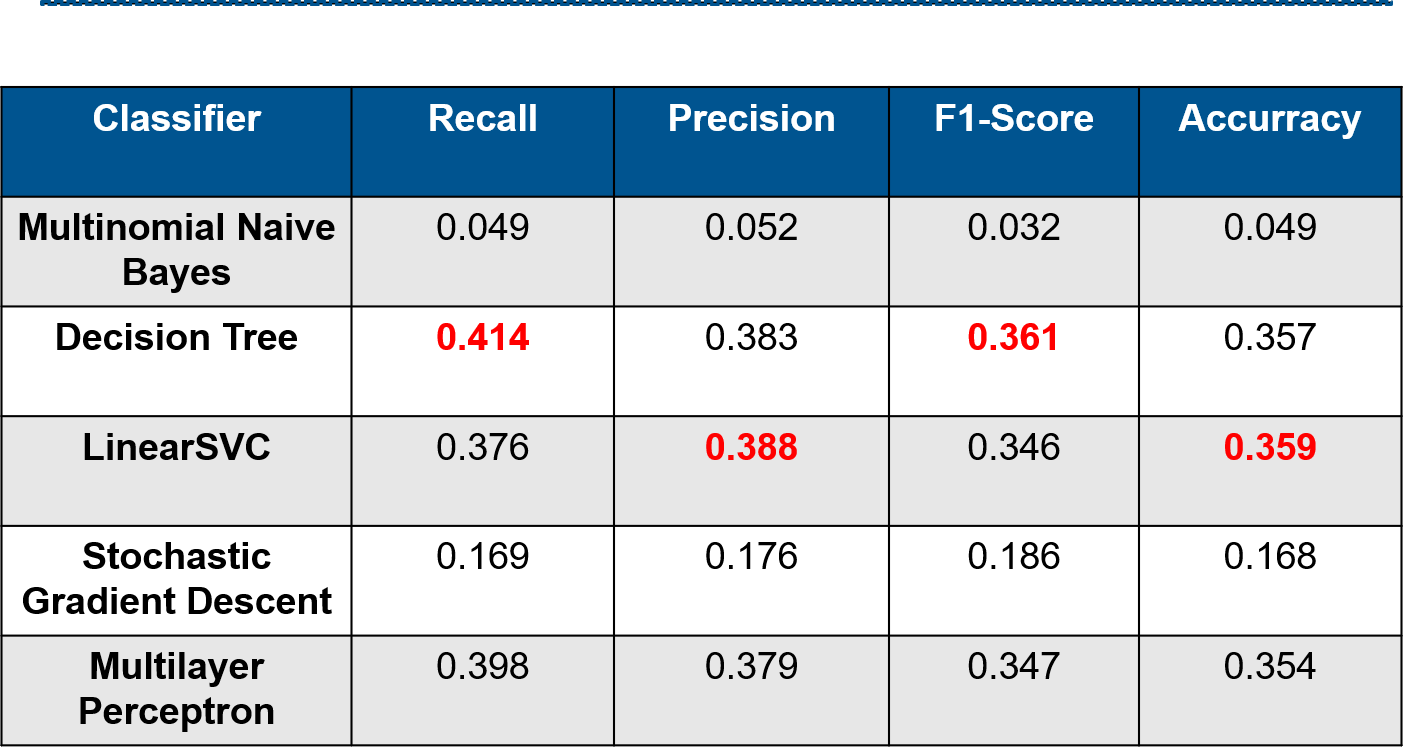 Classifier Recall Precision F1-Score Accurracy
Multinomial Naive 0.049 0.052 0.032 0.049
Bayes
Decision Tree 0.414 0.383 0.361 0.357
LinearSVC 0.376 0.388 0.346 0.359
Stochastic 0.169 0.176 0.186 0.168
Gradient Descent
Multilayer 0.398 0.379 0.347 0.354
Perceptron